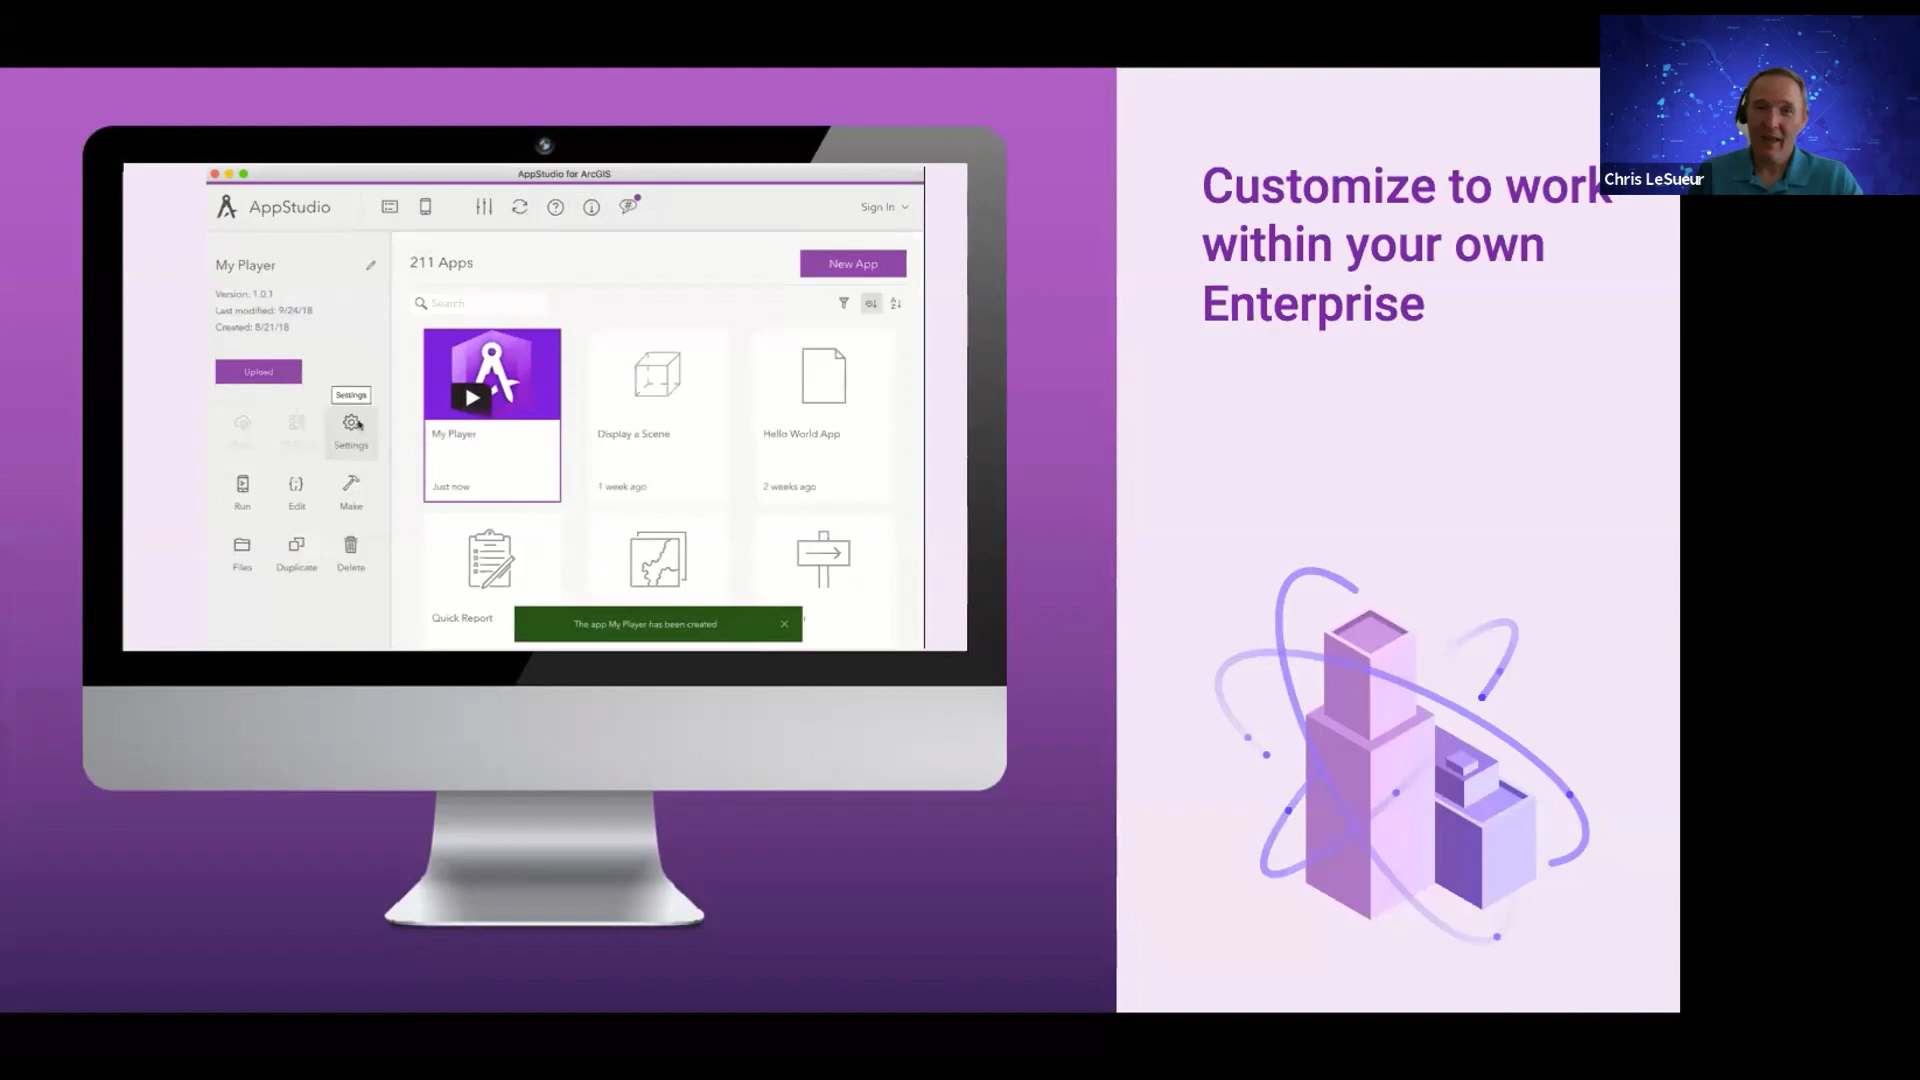 AppStudio for ArcGIS
AppStudio
Sign In
My Player
Version: 1.0.1
Last modified: 9/24/18
Created: 8/21/18
Upload
Settings
Settings
Run
Edit
Make
Files
Duplicate
Delete
211 Apps
New App
Search
My Player
Just now
Display a Scene
1 week ago
Hello World App
2 weeks ago
Quick Report
The app My Player has been created
Customize to work
within your own
Enterprise
Chris LeSueur